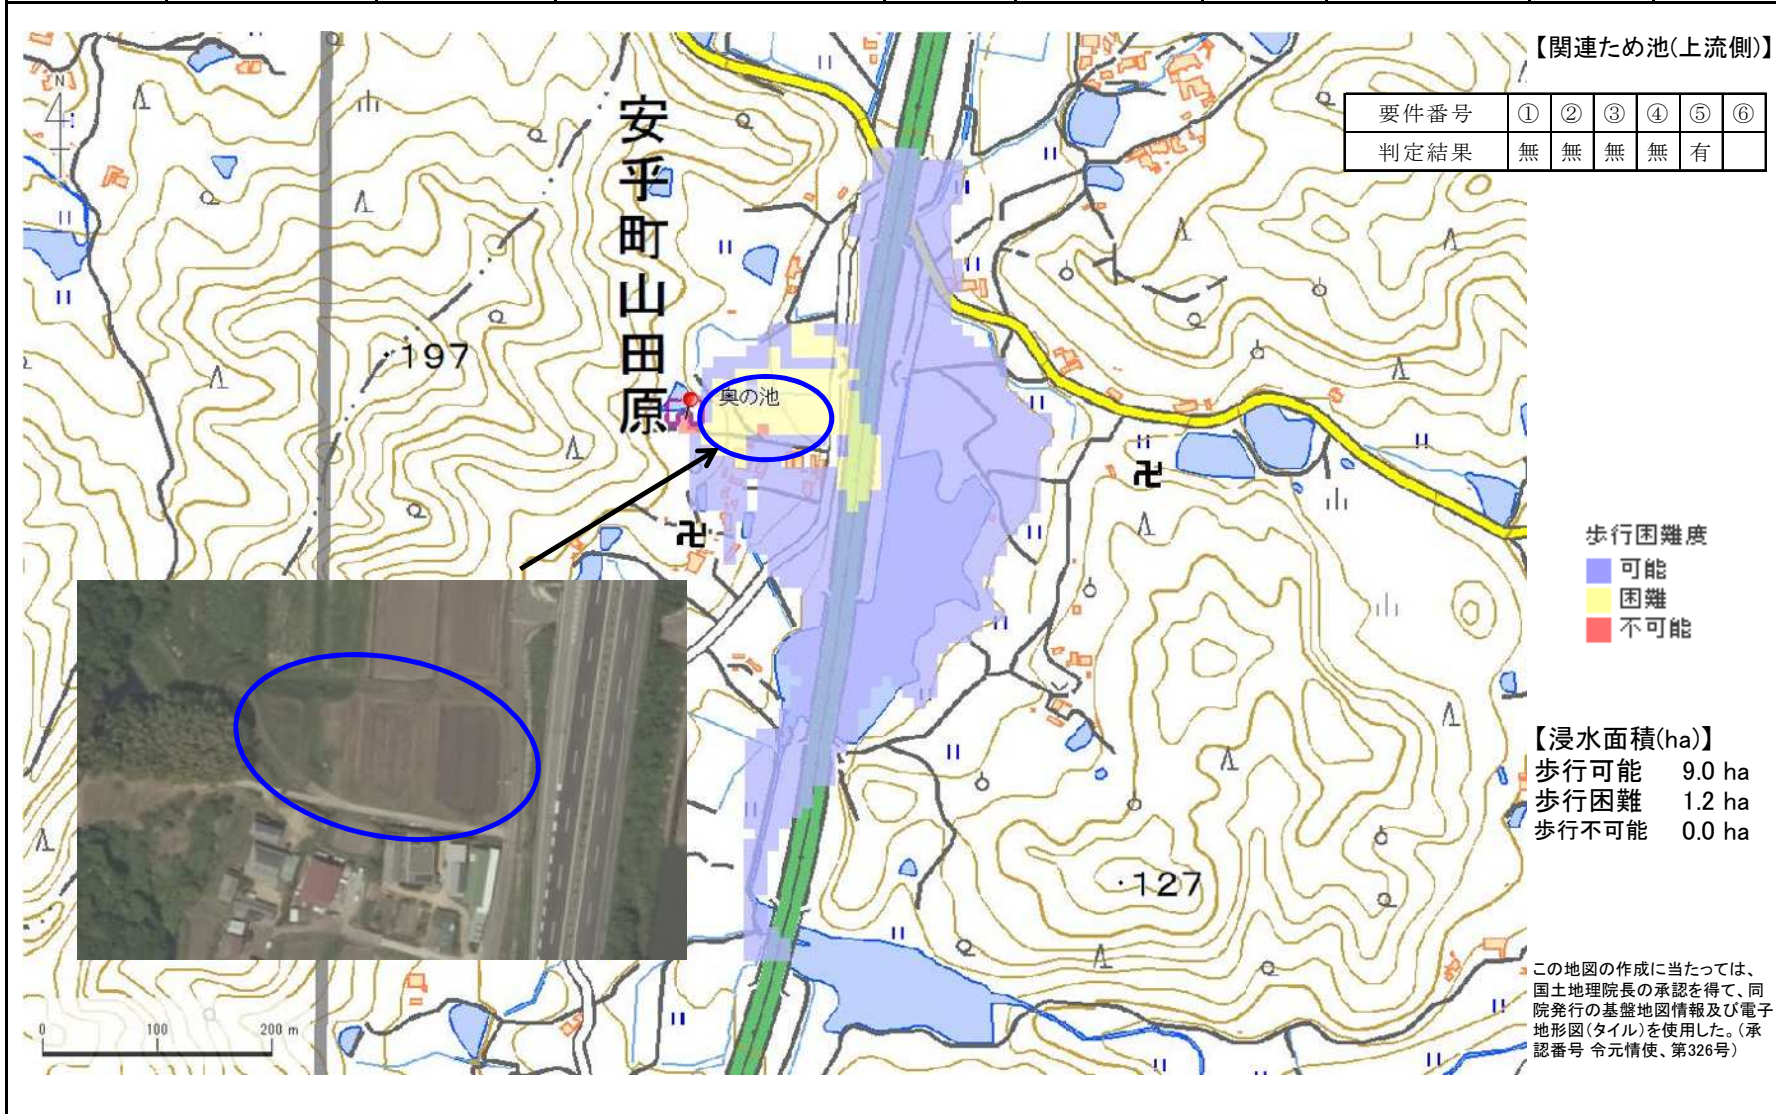 【関連ため池(上流側)】
要件番号 ① ② ③ ④ ⑤ ⑥
判定結果 無 無 無 無 有
N
安乎町山田原
197
奥の池
歩行困難度
可能
困難
不可能
【浸水面積(ha)】
歩行可能 9.0 ha
歩行困難 1.2 ha
歩行不可能 0.0 ha
127
この地図の作成に当たっては、
国土地理院長の承認を得て、同
院発行の基盤地図情報及び電子
地形図(タイル)を使用した。(承
認番号 令元情使、第326号)
0 100 200 m